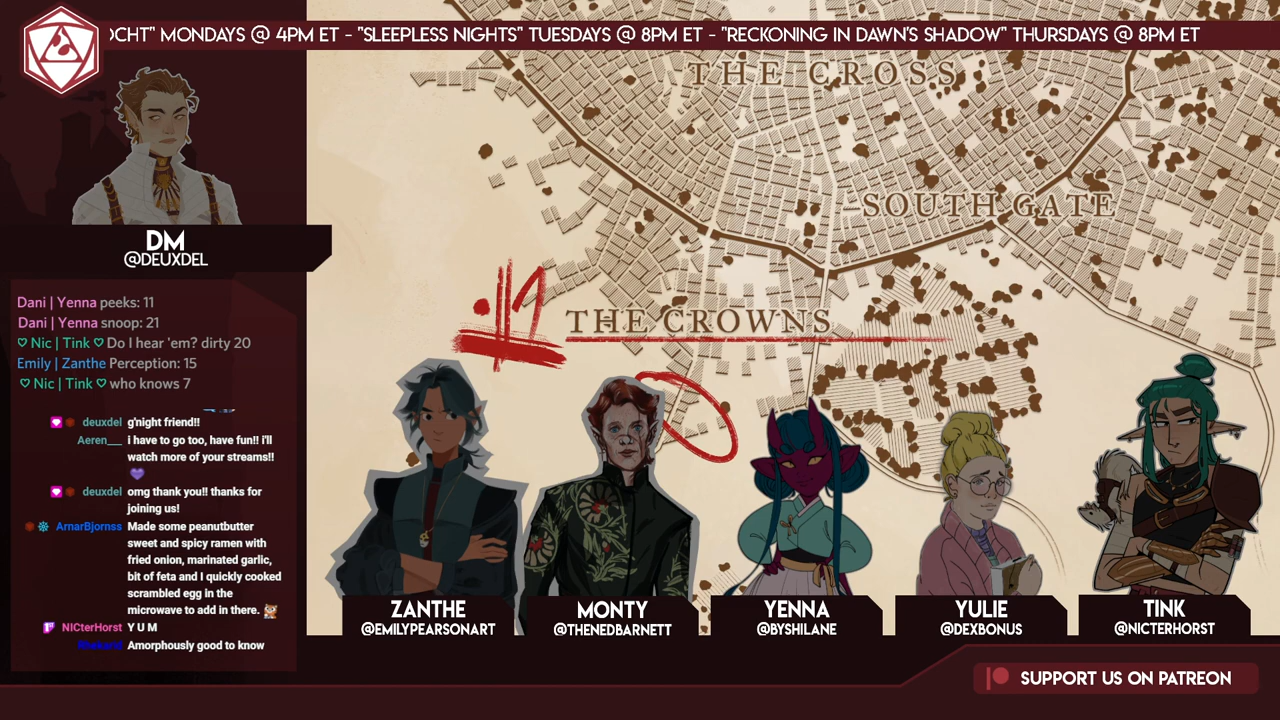 OCHT" MONDAYS @ 4PM ET - "SLEEPLESS NIGHTS" TUESDAYS @ 8PM ET - "RECKONING IN DAWN'S SHADOW" THURSDAYS @ 8PM ET
THE CROSS
SOUTH GATE
THE CROWNS
DM
@DEUXDEL
Dani | Yenna peeks: 11
Dani | Yenna snoop: 21
♡ Nic | Tink ♡ Do I hear 'em? dirty 20
Emily | Zanthe Perception: 15
♡ Nic | Tink ♡ who knows 7
deuxdel g'night friend!!
Aeren__ i have to go too, have fun!! i'll
watch more of your streams!!
💜
deuxdel omg thank you!! thanks for
joining us!
ArnarBjornss Made some peanutbutter
sweet and spicy ramen with
fried onion, marinated garlic,
bit of feta and I quickly cooked
scrambled egg in the
microwave to add in there.
NICterHorst Y U M
Amorphously good to know
ZANTHE
@EMILYPEARSONART
MONTY
@THENEDBARNETT
YENNA
@BYSHILANE
YULIE
@DEXBONUS
TINK
@NICTERHORST
SUPPORT US ON PATREON